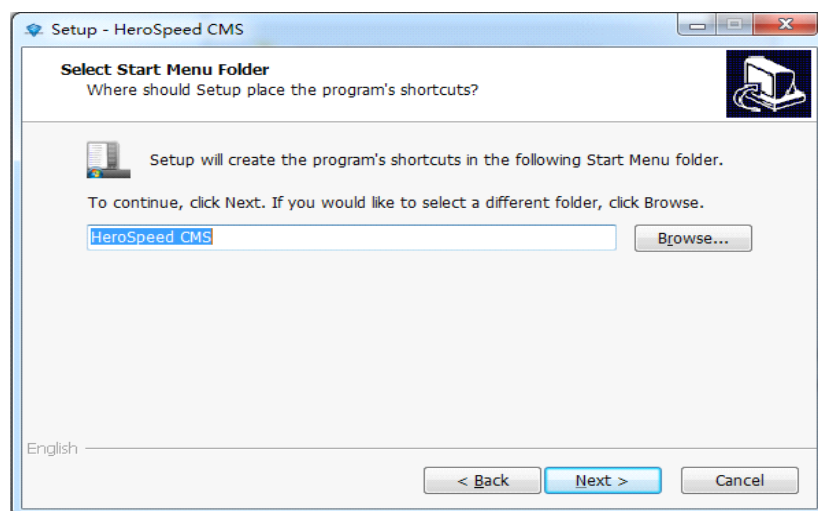 Setup - HeroSpeed CMS
Select Start Menu Folder
Where should Setup place the program's shortcuts?
Setup will create the program's shortcuts in the following Start Menu folder.
To continue, click Next. If you would like to select a different folder, click Browse.
HeroSpeed CMS
Browse...
English
< Back
Next >
Cancel